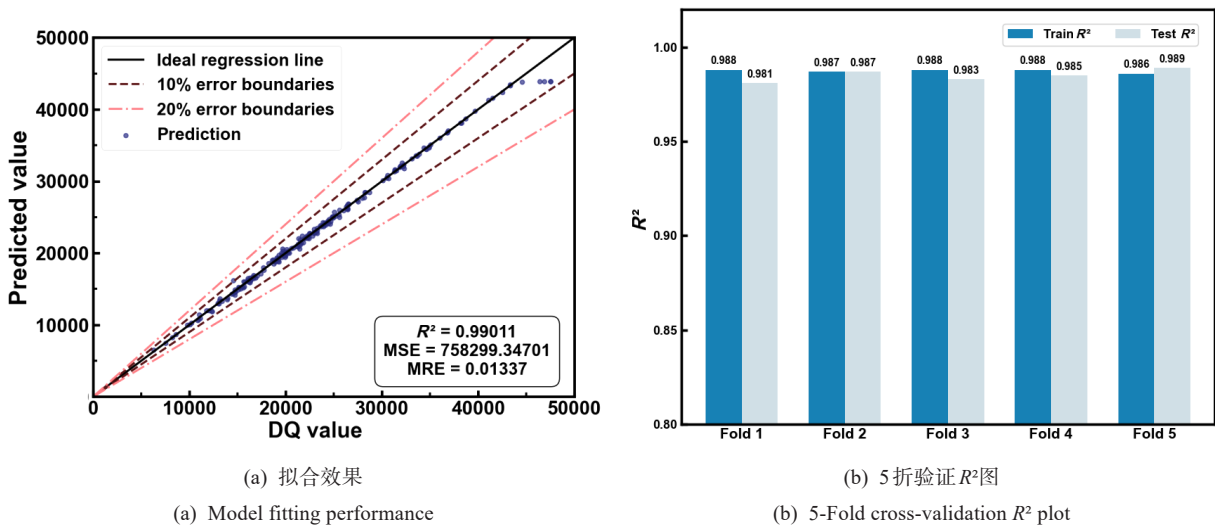 50000
40000
30000
20000
10000
Predicted value
Ideal regression line
10% error boundaries
20% error boundaries
Prediction
R² = 0.99011
MSE = 758299.34701
MRE = 0.01337
0 10000 20000 30000 40000 50000
DQ value
(a) 拟合效果
(a) Model fitting performance
Train R² Test R²
1.00
0.95
0.90
0.85
0.80
R²
0.988 0.981 0.987 0.987 0.988 0.983 0.988 0.985 0.986 0.989
Fold 1 Fold 2 Fold 3 Fold 4 Fold 5
(b) 5折验证R²图
(b) 5-Fold cross-validation R² plot